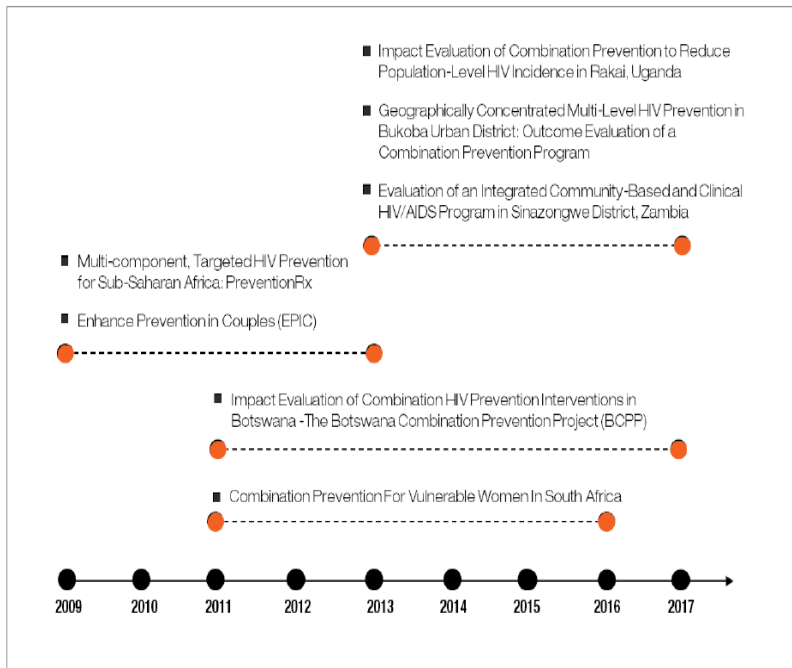 ■ Impact Evaluation of Combination Prevention to Reduce
Population-Level HIV Incidence in Rakai, Uganda
■ Geographically Concentrated Multi-Level HIV Prevention in
Bukoba Urban District: Outcome Evaluation of a
Combination Prevention Program
■ Evaluation of an Integrated Community-Based and Clinical
HIV/AIDS Program in Sinazongwe District, Zambia
■ Multi-component, Targeted HIV Prevention
for Sub-Saharan Africa: PreventionRx
■ Enhance Prevention in Couples (EPIC)
■ Impact Evaluation of Combination HIV Prevention Interventions in
Botswana -The Botswana Combination Prevention Project (BCPP)
■ Combination Prevention For Vulnerable Women In South Africa
2009 2010 2011 2012 2013 2014 2015 2016 2017